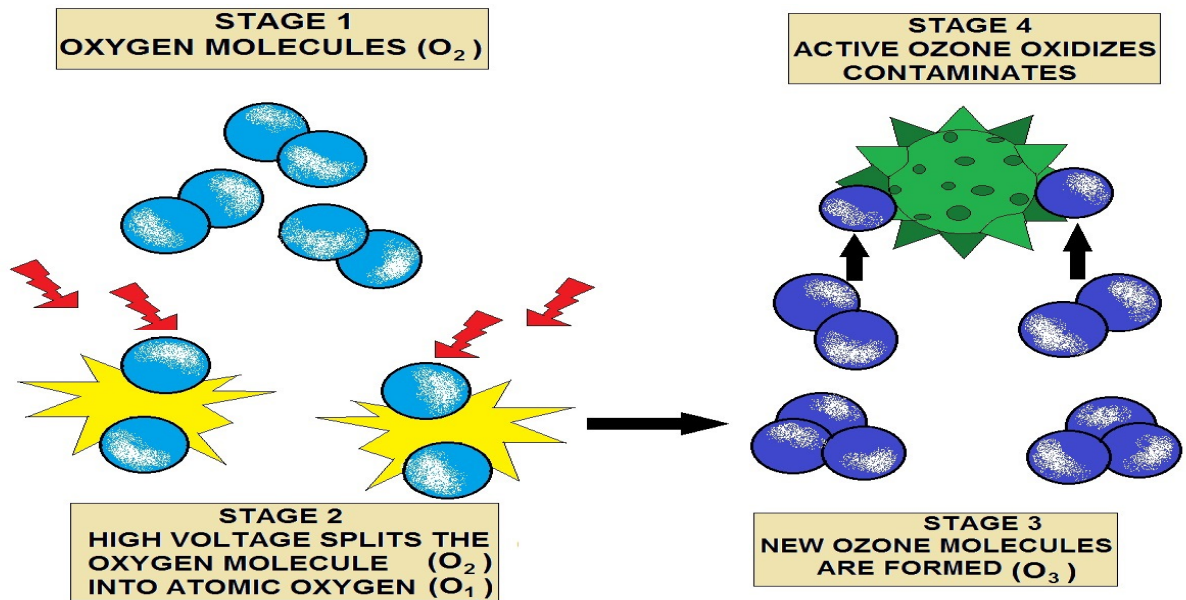 STAGE 1
OXYGEN MOLECULES (O₂)
STAGE 2
HIGH VOLTAGE SPLITS THE
OXYGEN MOLECULE (O₂)
INTO ATOMIC OXYGEN (O₁)
STAGE 3
NEW OZONE MOLECULES
ARE FORMED (O₃)
STAGE 4
ACTIVE OZONE OXIDIZES
CONTAMINATES